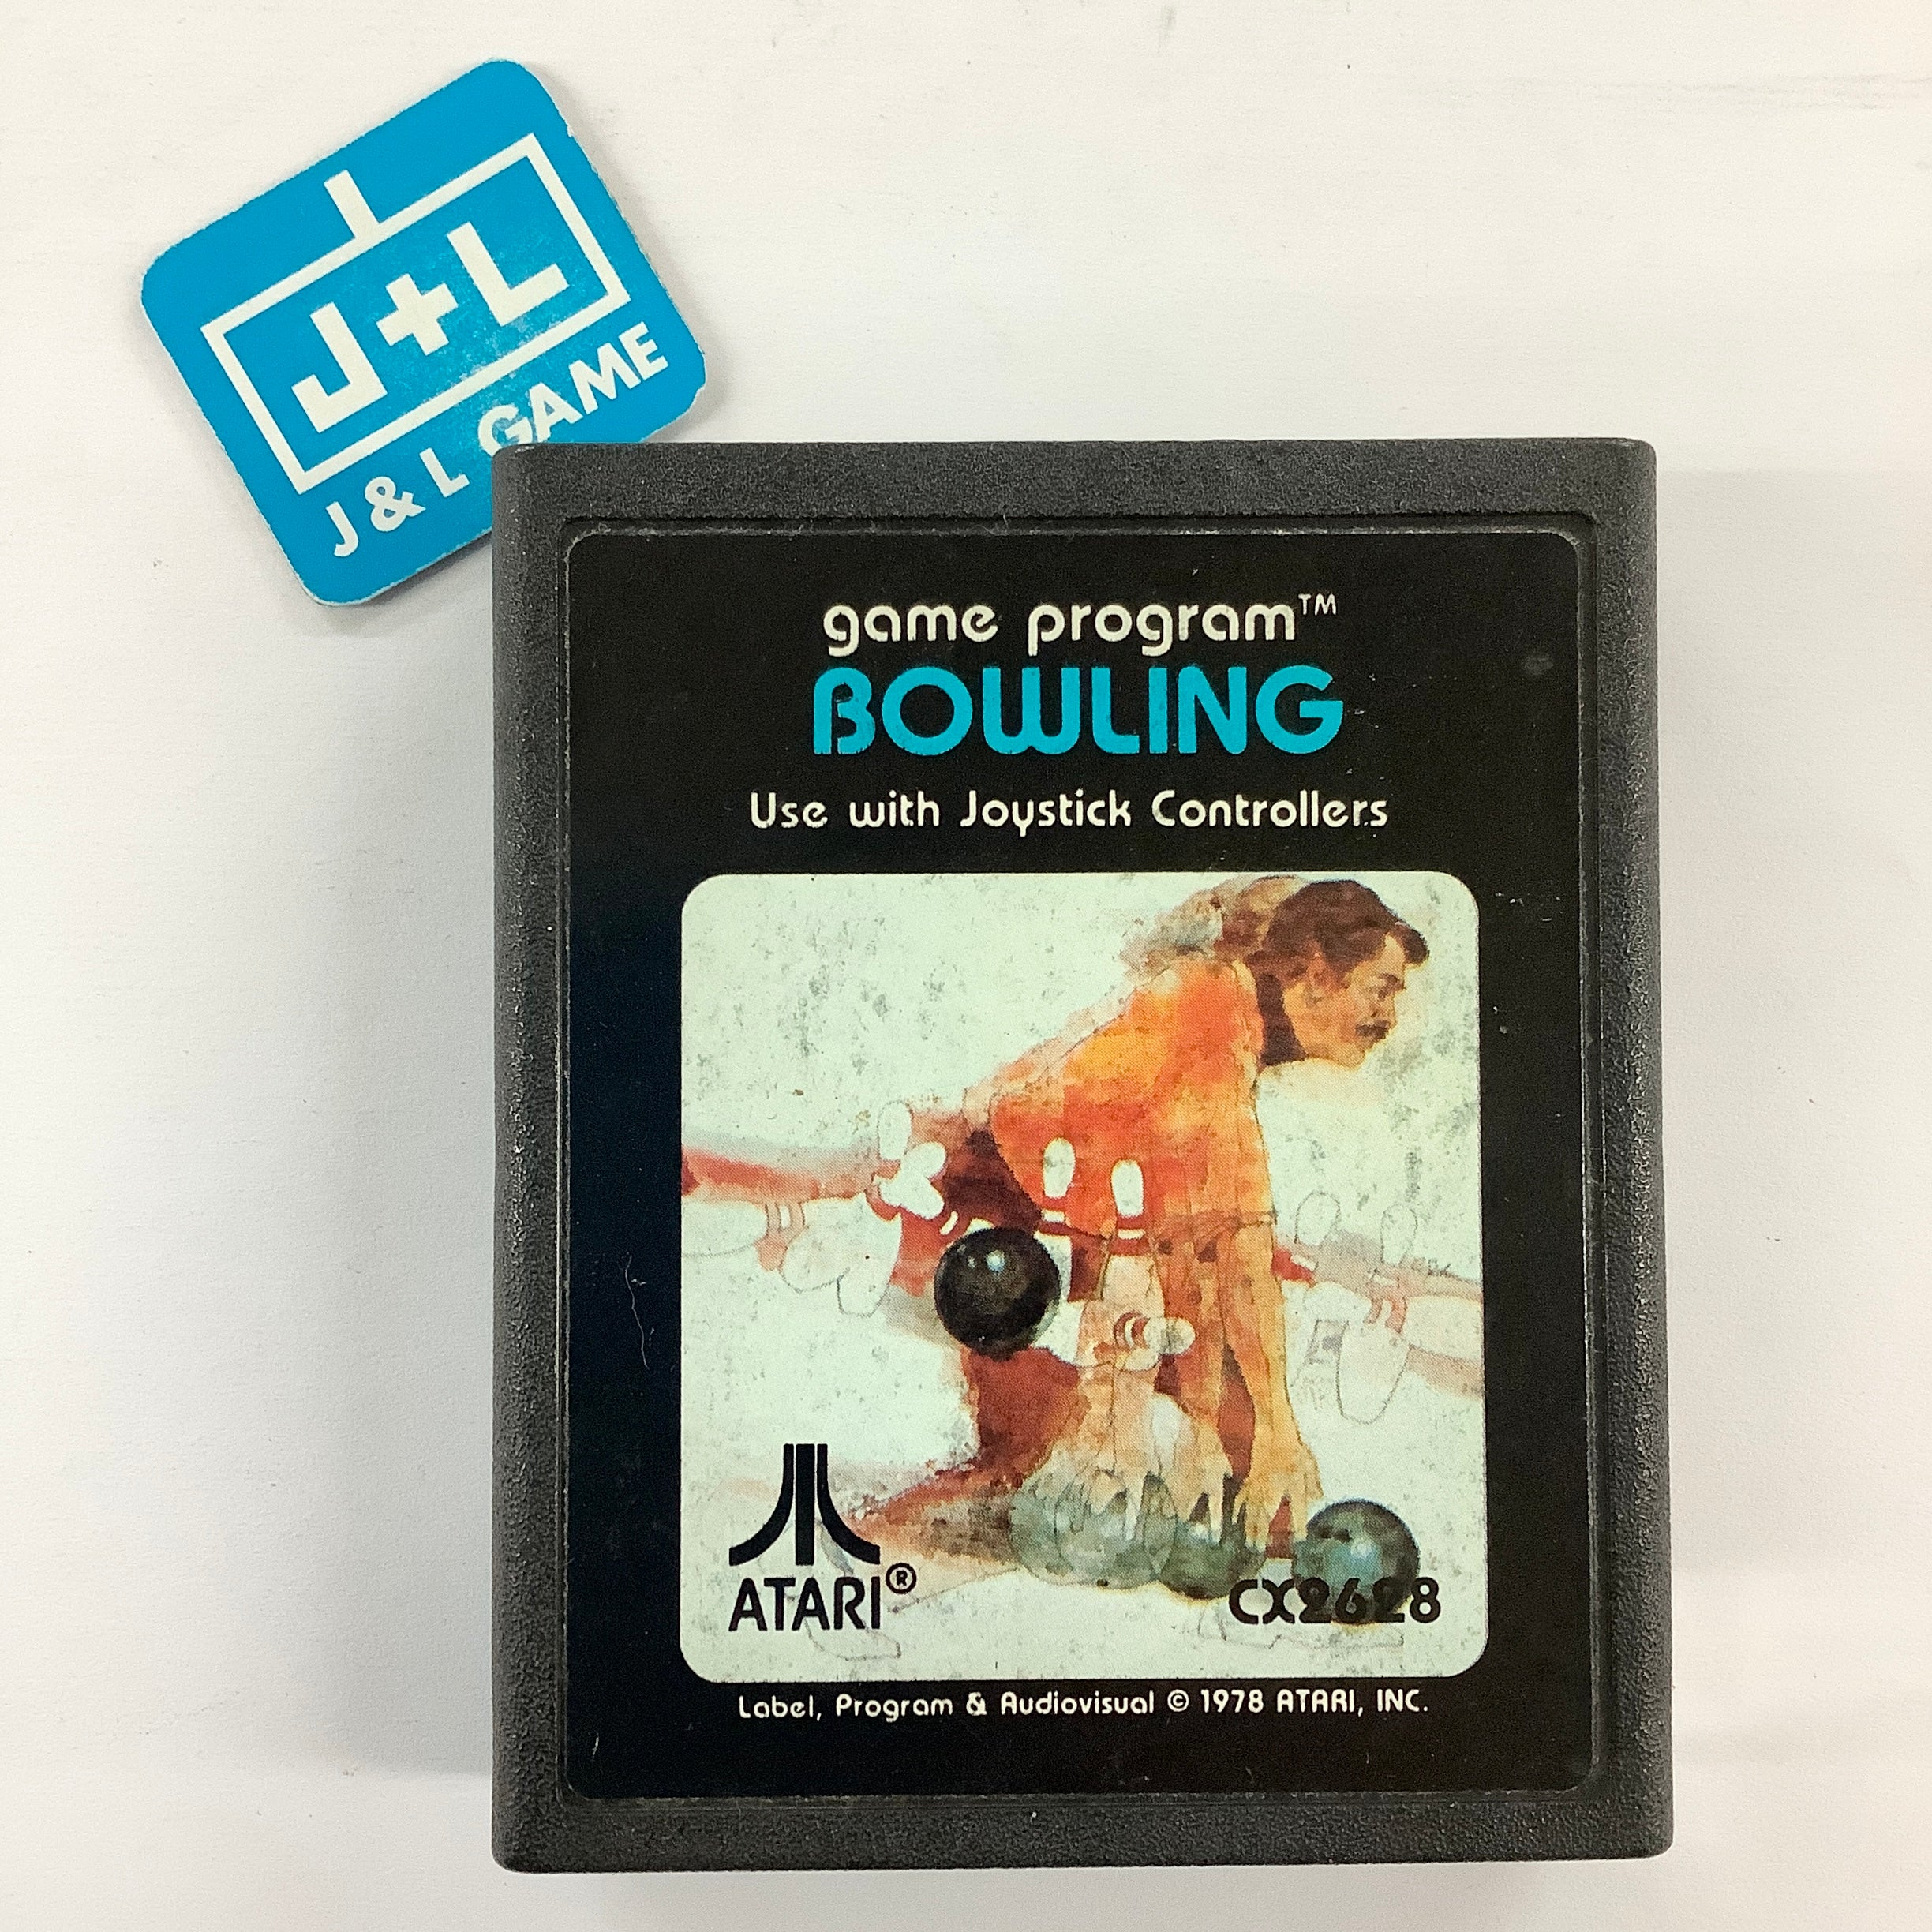 J+L
J & L GAME
game program™
BOWLING
Use with Joystick Controllers
ATARI®
CX2628
Label, Program & Audiovisual © 1978 ATARI, INC.